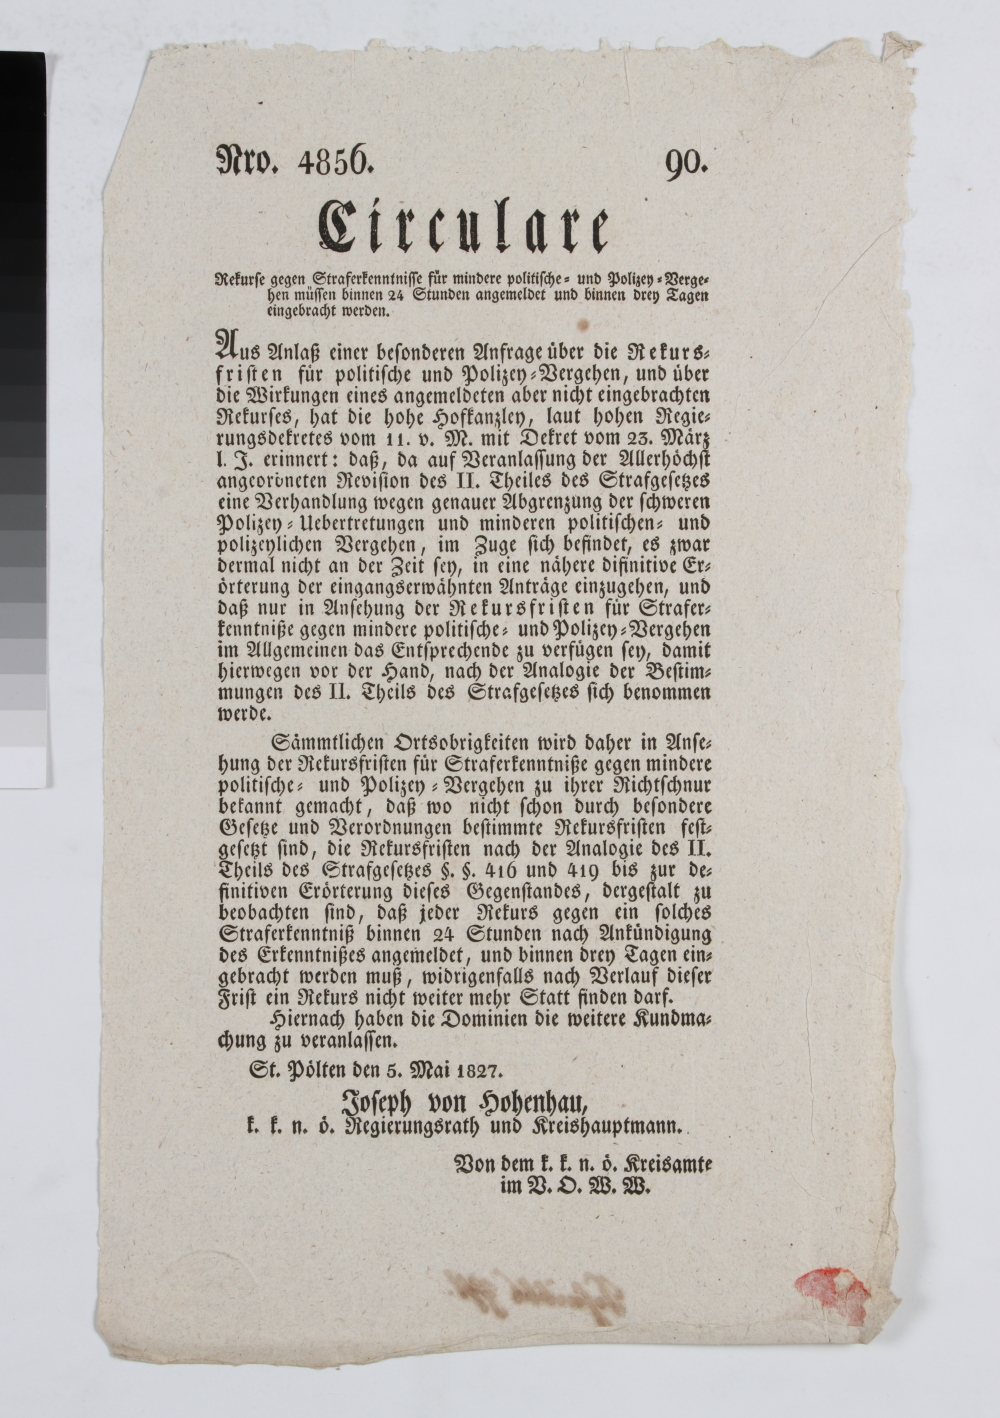 Nro. 4856. 90.
Circulare
Rekurse gegen Straferkenntnisse für mindere politische- und Polizey-Verge-
hen müssen binnen 24 Stunden angemeldet und binnen drey Tagen
eingebracht werden.
Aus Anlaß einer besonderen Anfrage über die Rekurs-
fristen für politische und Polizey-Vergehen, und über
die Wirkungen eines angemeldeten aber nicht eingebrachten
Rekurses, hat die hohe Hofkanzley, laut hohen Regie-
rungsdekretes vom 11. v. M. mit Dekret vom 23. März
l. J. erinnert: daß, da auf Veranlassung der Allerhöchst
angeordneten Revision des II. Theiles des Strafgesetzes
eine Verhandlung wegen genauer Abgrenzung der schweren
Polizey-Uebertretungen und minderen politischen- und
polizeylichen Vergehen, im Zuge sich befindet, es zwar
dermal nicht an der Zeit sey, in eine nähere difinitive Er-
örterung der eingangserwähnten Anträge einzugehen, und
daß nur in Ansehung der Rekursfristen für Strafer-
kenntniße gegen mindere politische- und Polizey-Vergehen
im Allgemeinen das Entsprechende zu verfügen sey, damit
hierwegen vor der Hand, nach der Analogie der Bestim-
mungen des II. Theils des Strafgesetzes sich benommen
werde.
Sämmtlichen Ortsobrigkeiten wird daher in Anse-
hung der Rekursfristen für Straferkenntniße gegen mindere
politische- und Polizey-Vergehen zu ihrer Richtschnur
bekannt gemacht, daß wo nicht schon durch besondere
Gesetze und Verordnungen bestimmte Rekursfristen fest-
gesetzt sind, die Rekursfristen nach der Analogie des II.
Theils des Strafgesetzes §. §. 416 und 419 bis zur de-
finitiven Erörterung dieses Gegenstandes, dergestalt zu
beobachten sind, daß jeder Rekurs gegen ein solches
Straferkenntniß binnen 24 Stunden nach Ankündigung
des Erkenntnißes angemeldet, und binnen drey Tagen ein-
gebracht werden muß, widrigenfalls nach Verlauf dieser
Frist ein Rekurs nicht weiter mehr Statt finden darf.
Hiernach haben die Dominien die weitere Kundma-
chung zu veranlassen.
St. Pölten den 5. Mai 1827.
Joseph von Hohenhau,
k. k. n. ö. Regierungsrath und Kreishauptmann.
Von dem k. k. n. ö. Kreisamte
im V. O. W. W.